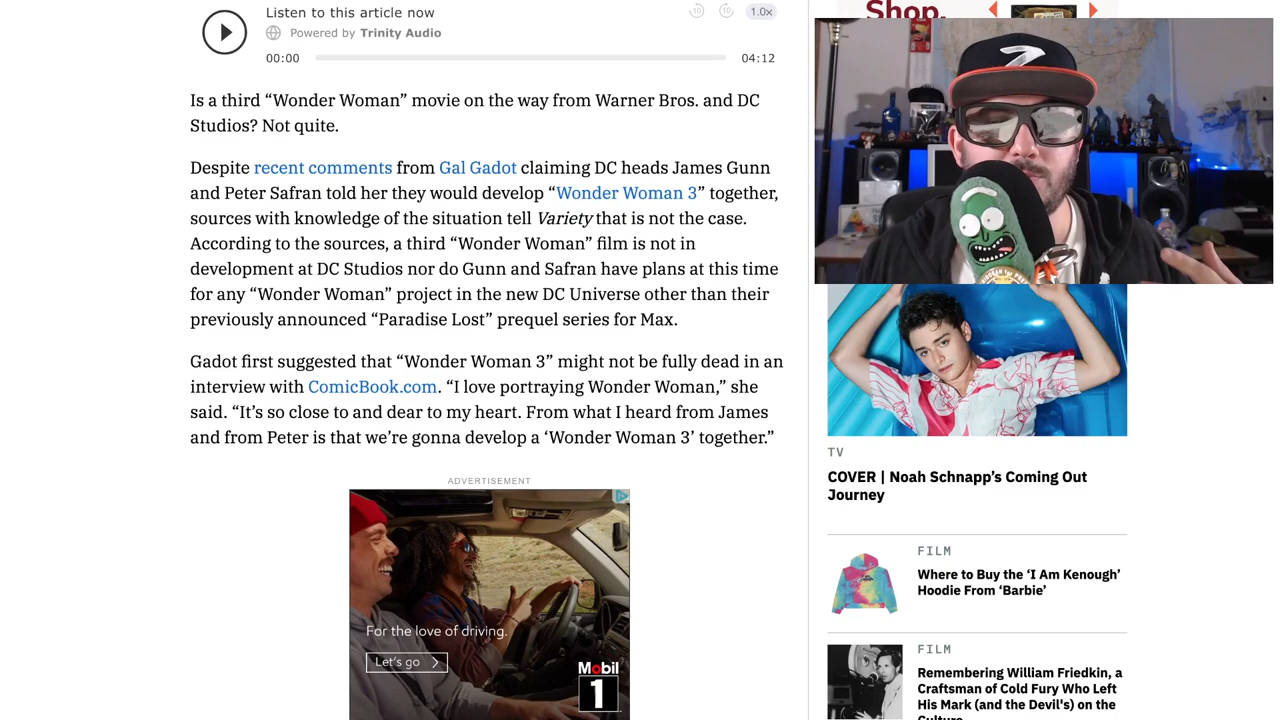 Listen to this article now
10
10
1.0x
Powered by Trinity Audio
00:00
04:12
Is a third “Wonder Woman” movie on the way from Warner Bros. and DC
Studios? Not quite.
Despite recent comments from Gal Gadot claiming DC heads James Gunn
and Peter Safran told her they would develop “Wonder Woman 3” together,
sources with knowledge of the situation tell Variety that is not the case.
According to the sources, a third “Wonder Woman” film is not in
development at DC Studios nor do Gunn and Safran have plans at this time
for any “Wonder Woman” project in the new DC Universe other than their
previously announced “Paradise Lost” prequel series for Max.
Gadot first suggested that “Wonder Woman 3” might not be fully dead in an
interview with ComicBook.com. “I love portraying Wonder Woman,” she
said. “It’s so close to and dear to my heart. From what I heard from James
and from Peter is that we’re gonna develop a ‘Wonder Woman 3’ together.”
ADVERTISEMENT
For the love of driving.
Let's go
Mobil
1
Shop.
TV
COVER | Noah Schnapp’s Coming Out
Journey
FILM
Where to Buy the ‘I Am Kenough’
Hoodie From ‘Barbie’
FILM
Remembering William Friedkin, a
Craftsman of Cold Fury Who Left
His Mark (and the Devil's) on the
Culture